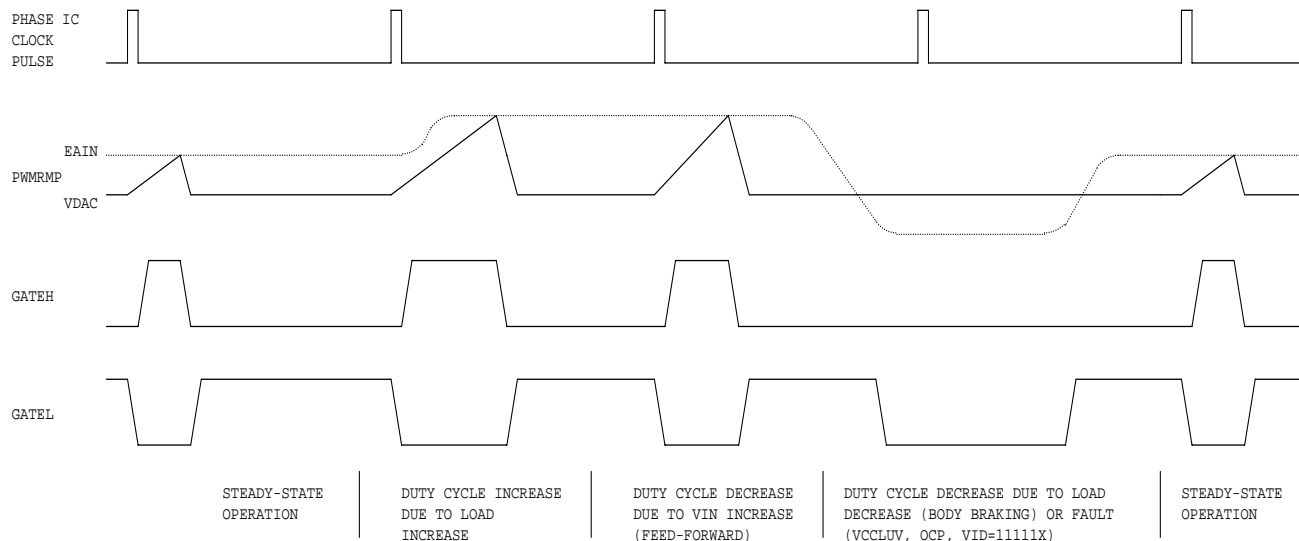 PHASE IC
CLOCK
PULSE
EAIN
PWMRMP
VDAC
GATEH
GATEL
STEADY-STATE
OPERATION
DUTY CYCLE INCREASE
DUE TO LOAD
INCREASE
DUTY CYCLE DECREASE
DUE TO VIN INCREASE
(FEED-FORWARD)
DUTY CYCLE DECREASE DUE TO LOAD
DECREASE (BODY BRAKING) OR FAULT
(VCCLUV, OCP, VID=11111X)
STEADY-STATE
OPERATION